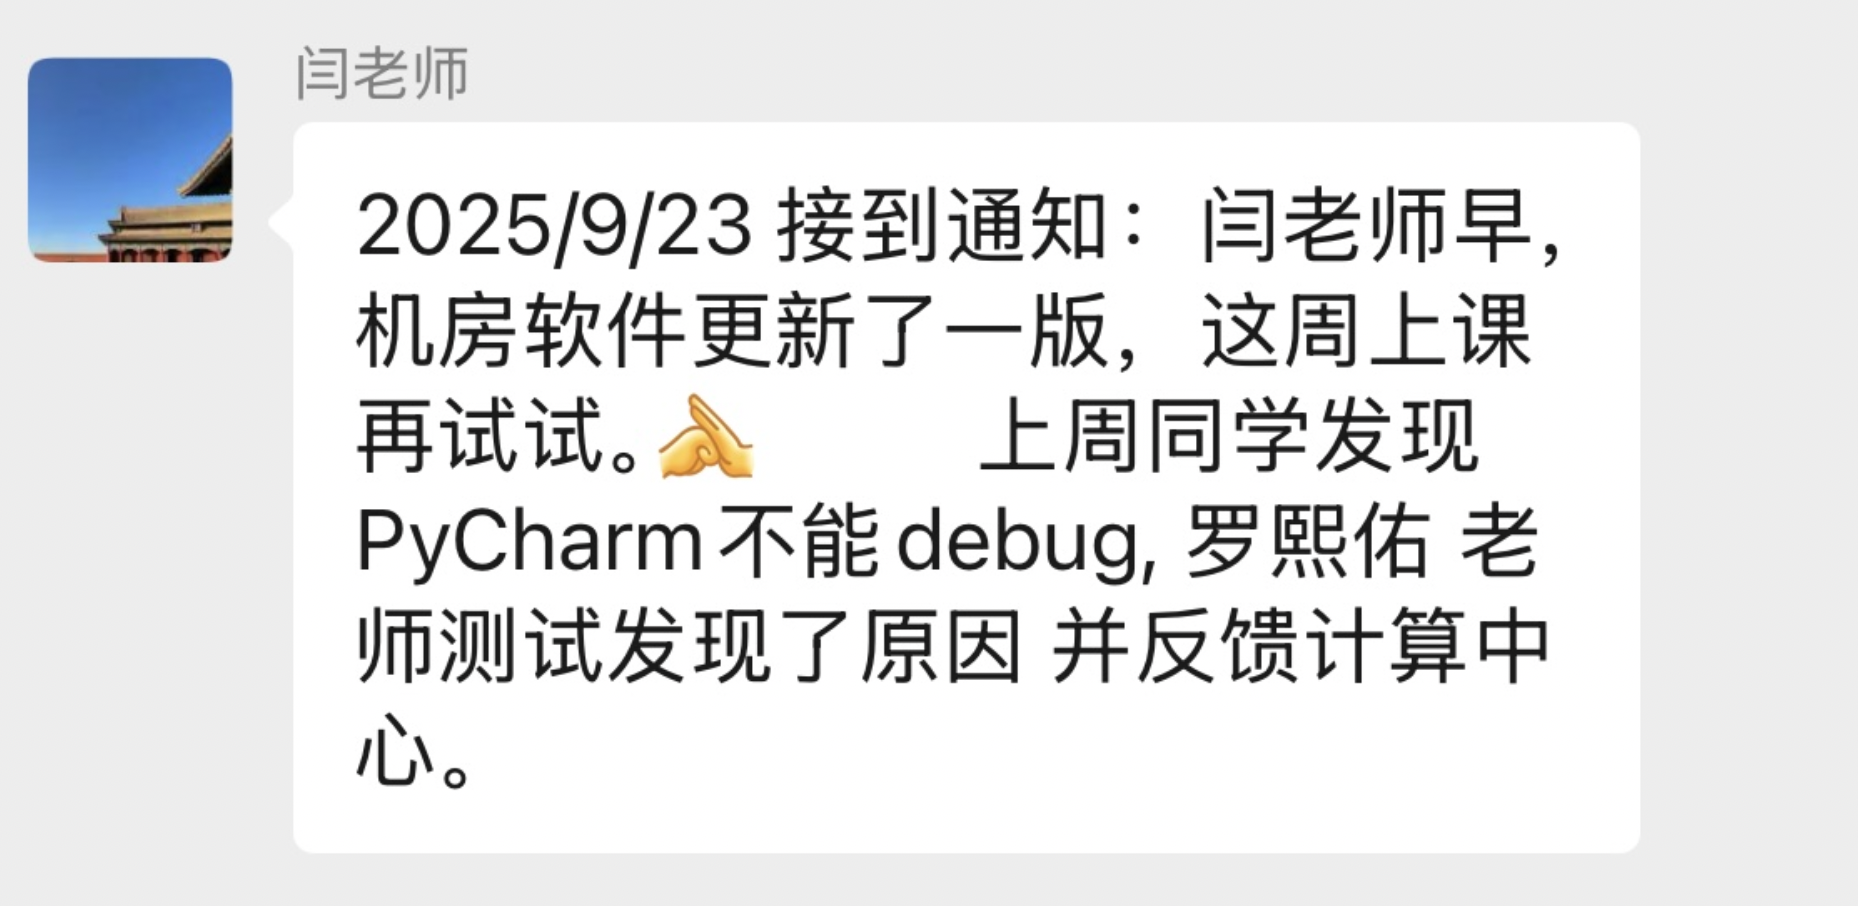 闫老师
2025/9/23 接到通知：闫老师早，
机房软件更新了一版，这周上课
再试试。 上周同学发现
PyCharm不能debug, 罗熙佑 老
师测试发现了原因 并反馈计算中
心。